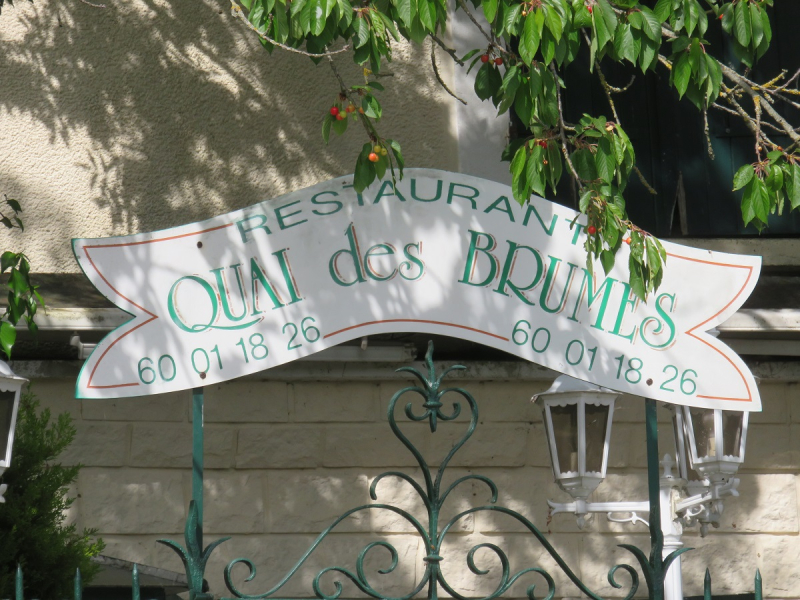 RESTAURANT
QUAI des BRUMES
60 01 18 26 60 01 18 26